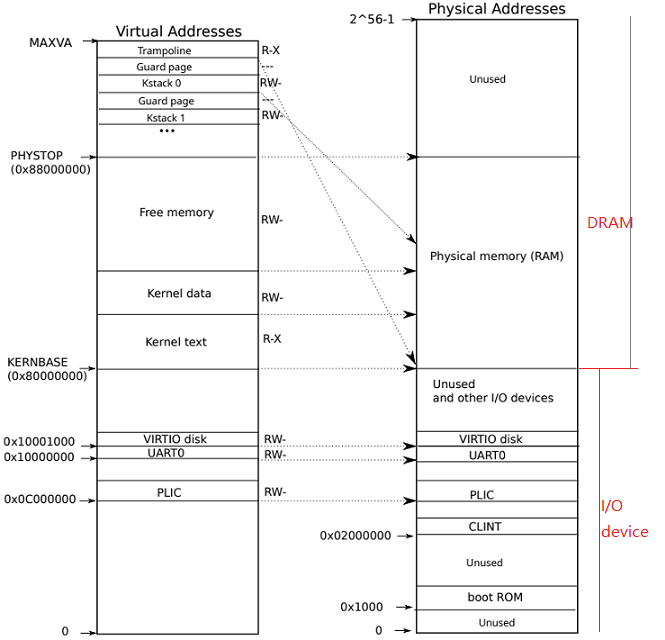 Virtual Addresses
MAXVA
Trampoline
R-X
Guard page
---
Kstack 0
RW-
Guard page
---
Kstack 1
RW-
•••
PHYSTOP
(0x88000000)
Free memory
RW-
Kernel data
RW-
Kernel text
R-X
KERNBASE
(0x80000000)
0x10001000
VIRTIO disk
RW-
0x10000000
UART0
RW-
0x0C000000
PLIC
RW-
0
Physical Addresses
2^56-1
Unused
Physical memory (RAM)
DRAM
Unused
and other I/O devices
VIRTIO disk
UART0
PLIC
CLINT
0x02000000
Unused
boot ROM
0x1000
Unused
0
I/O
device